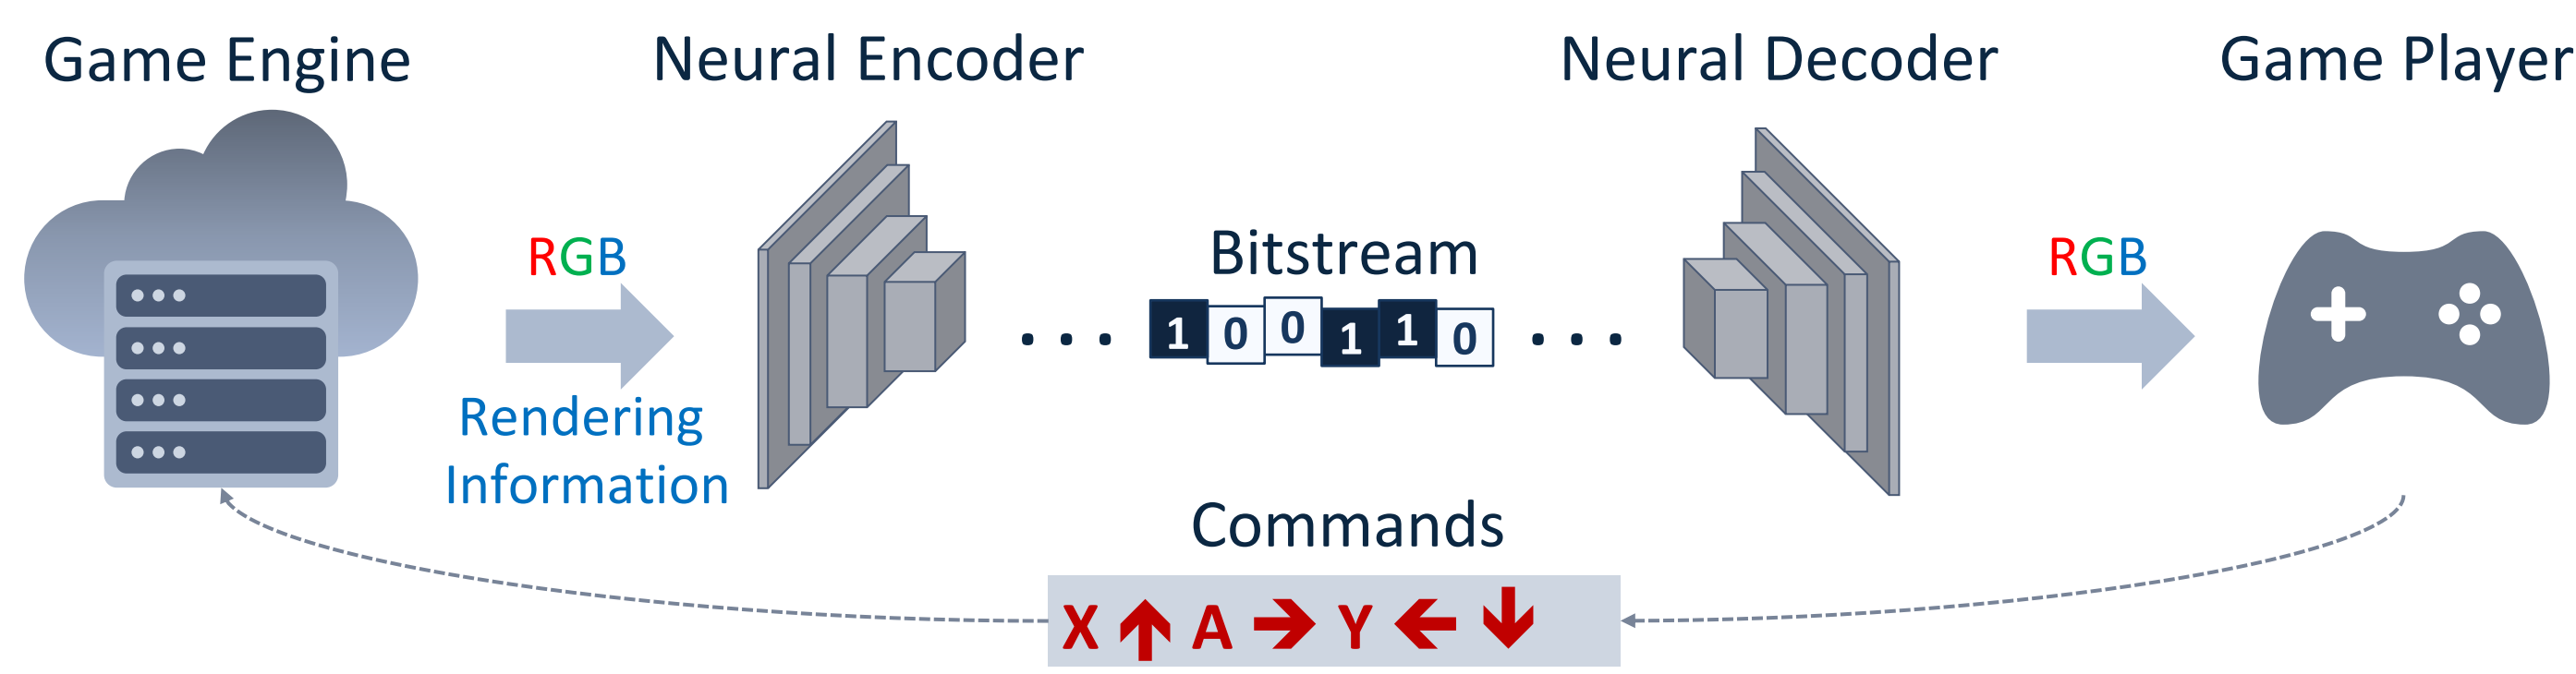 Game Engine
Neural Encoder
Neural Decoder
Game Player
RGB
Rendering
Information
Bitstream
1 0 0 1 1 0
RGB
Commands
X ↑ A → Y ← ↓